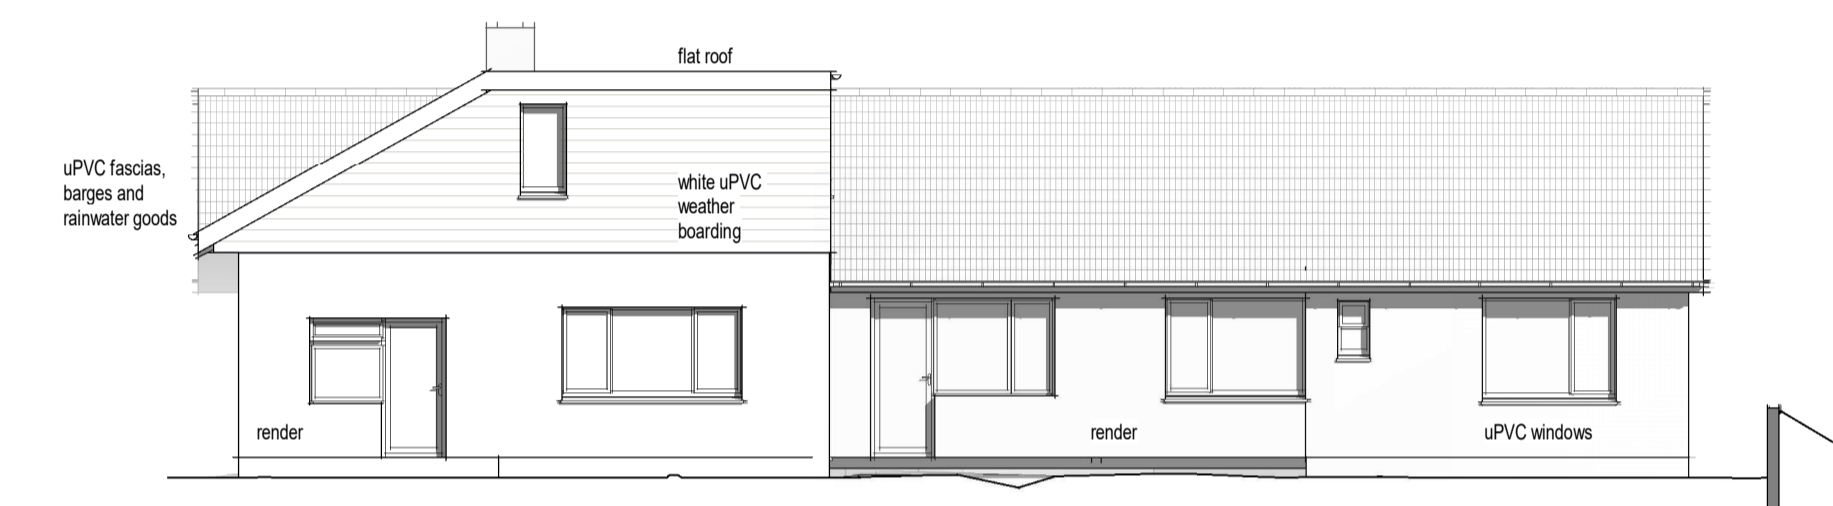 flat roof
uPVC fascias,
barges and
rainwater goods
white uPVC
weather
boarding
render
render
uPVC windows